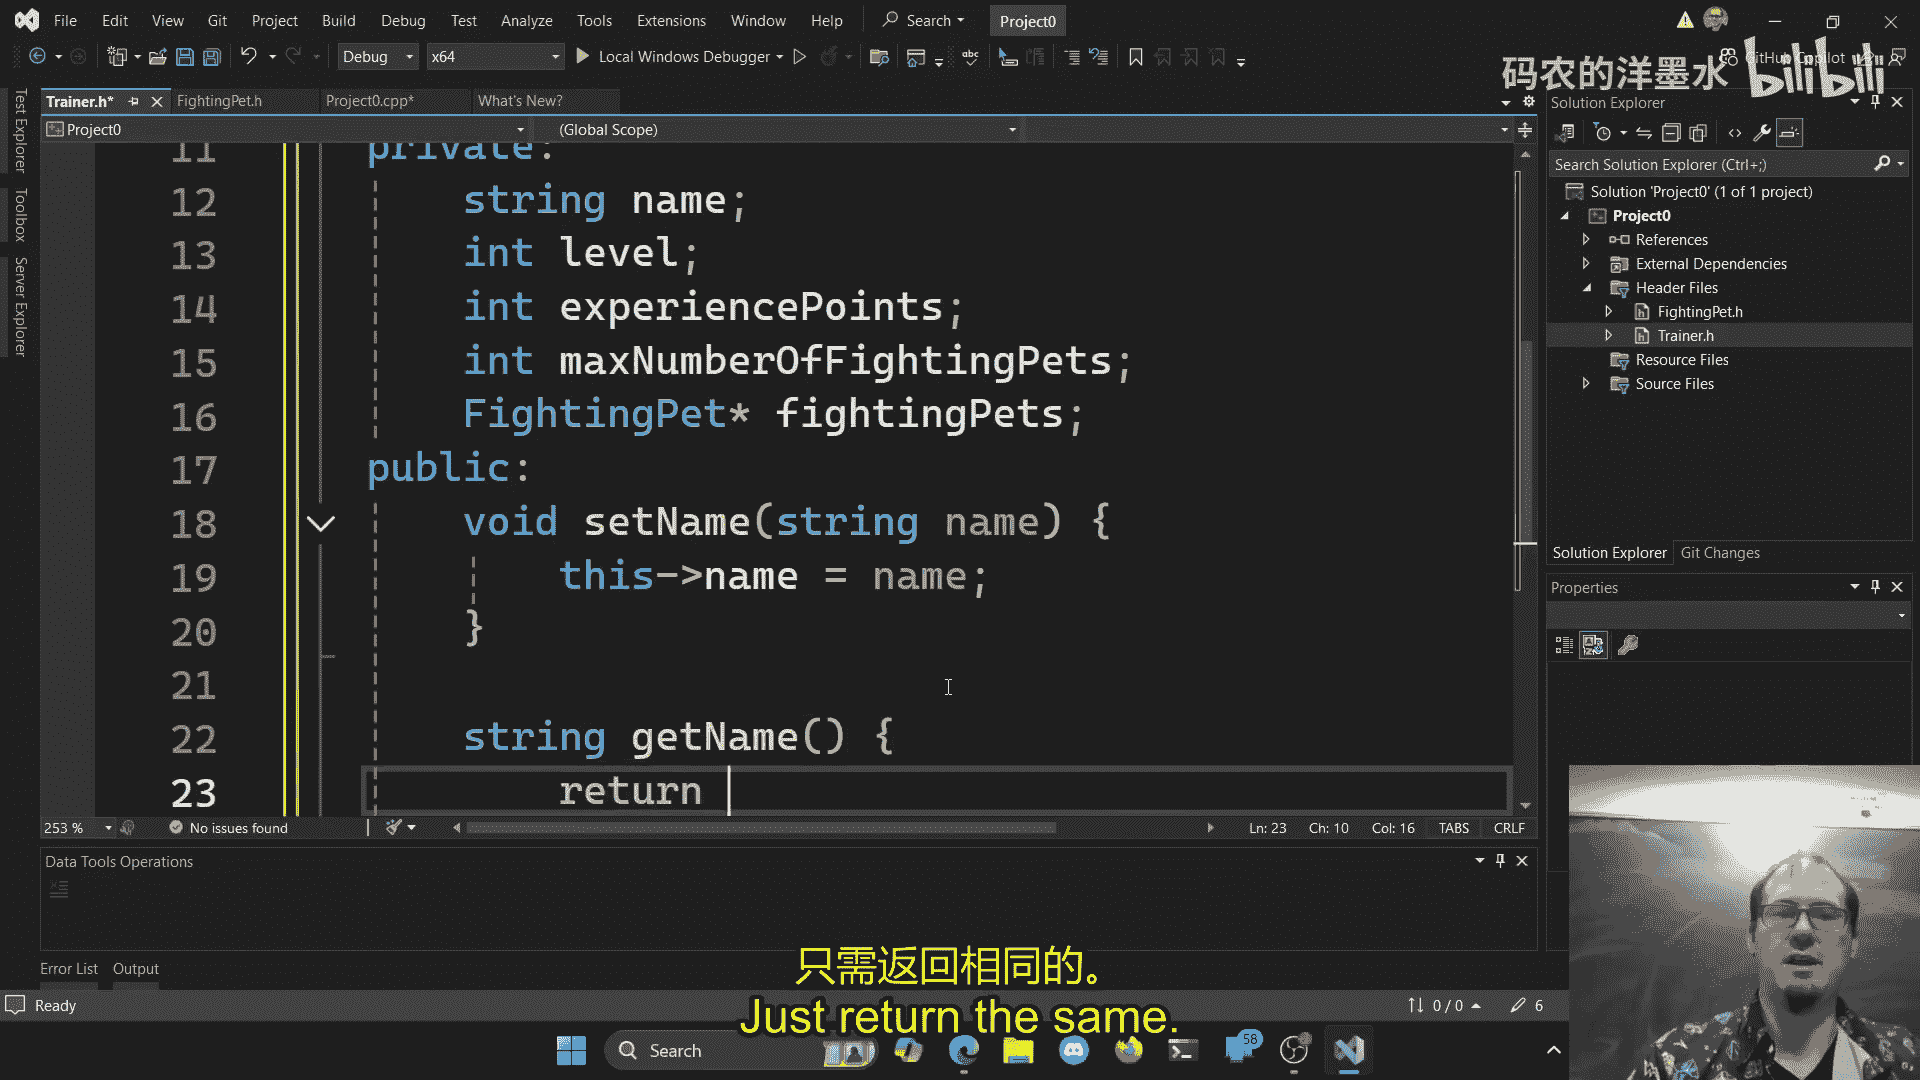 File Edit View Git Project Build Debug Test Analyze Tools Extensions Window Help Search Project0
Debug x64 Local Windows Debugger GitHub Copilot
码农的洋墨水 bilibili
Trainer.h* FightingPet.h Project0.cpp* What's New?
Project0 (Global Scope)
Test Explorer
Toolbox
Server Explorer
11 private:
12 string name;
13 int level;
14 int experiencePoints;
15 int maxNumberOfFightingPets;
16 FightingPet* fightingPets;
17 public:
18 void setName(string name) {
19 this->name = name;
20 }
21
22 string getName() {
23 return
253 % No issues found Ln: 23 Ch: 10 Col: 16 TABS CRLF
Solution Explorer
Search Solution Explorer (Ctrl+;)
Solution 'Project0' (1 of 1 project)
Project0
References
External Dependencies
Header Files
FightingPet.h
Trainer.h
Resource Files
Source Files
Solution Explorer Git Changes
Properties
Data Tools Operations
Error List Output
Ready 0 / 0 6
只需返回相同的。
Just return the same.
Search 58